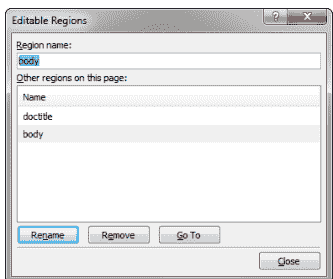 Editable Regions
Region name:
body
Other regions on this page:
Name
doctitle
body
Rename Remove Go To
Close